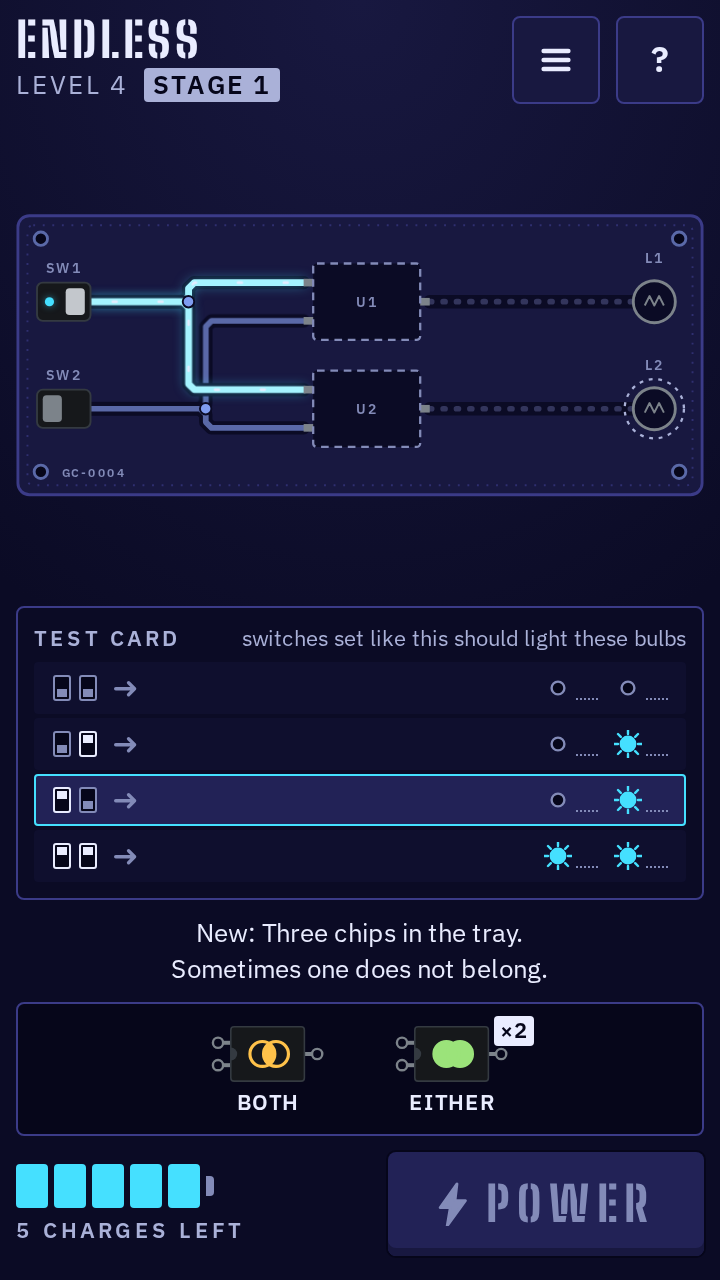 ENDLESS
LEVEL 4 STAGE 1
?
SW1
U1
L1
SW2
U2
L2
GC-0004
TEST CARD switches set like this should light these bulbs
New: Three chips in the tray.
Sometimes one does not belong.
×2
BOTH EITHER
5 CHARGES LEFT
POWER